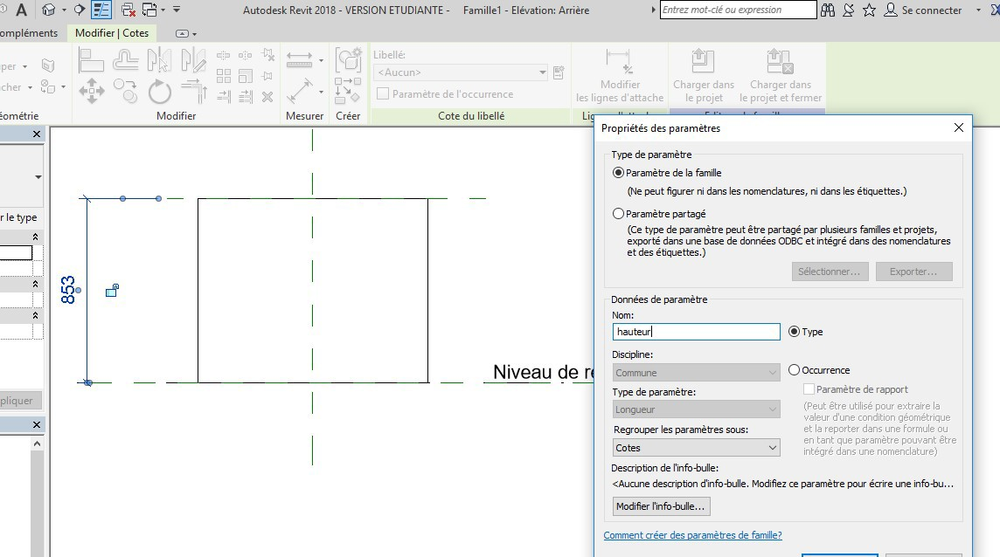 Autodesk Revit 2018 - VERSION ETUDIANTE - Famille1 - Elévation: Arrière
Entrez mot-clé ou expression
Se connecter
ompléments
Modifier | Cotes
Libellé:
<Aucun>
Paramètre de l'occurrence
Modifier
les lignes d'attache
Charger dans
le projet
Charger dans
le projet et fermer
per
cher
éométrie
Modifier
Mesurer
Créer
Cote du libellé
Propriétés des paramètres
Type de paramètre
Paramètre de la famille
(Ne peut figurer ni dans les nomenclatures, ni dans les étiquettes.)
Paramètre partagé
(Ce type de paramètre peut être partagé par plusieurs familles et projets,
exporté dans une base de données ODBC et intégré dans des nomenclatures
et des étiquettes.)
Sélectionner...
Exporter...
Données de paramètre
Nom:
hauteur
Type
Discipline:
Commune
Occurrence
Type de paramètre:
Longueur
Paramètre de rapport
(Peut être utilisé pour extraire la
valeur d'une condition géométrique
et la reporter dans une formule ou
en tant que paramètre pouvant être
intégré dans une nomenclature)
Regrouper les paramètres sous:
Cotes
Description de l'info-bulle:
<Aucune description d'info-bulle. Modifiez ce paramètre pour écrire une info-bu...
Modifier l'info-bulle...
Comment créer des paramètres de famille?
r le type
pliquer
853
Niveau de ré